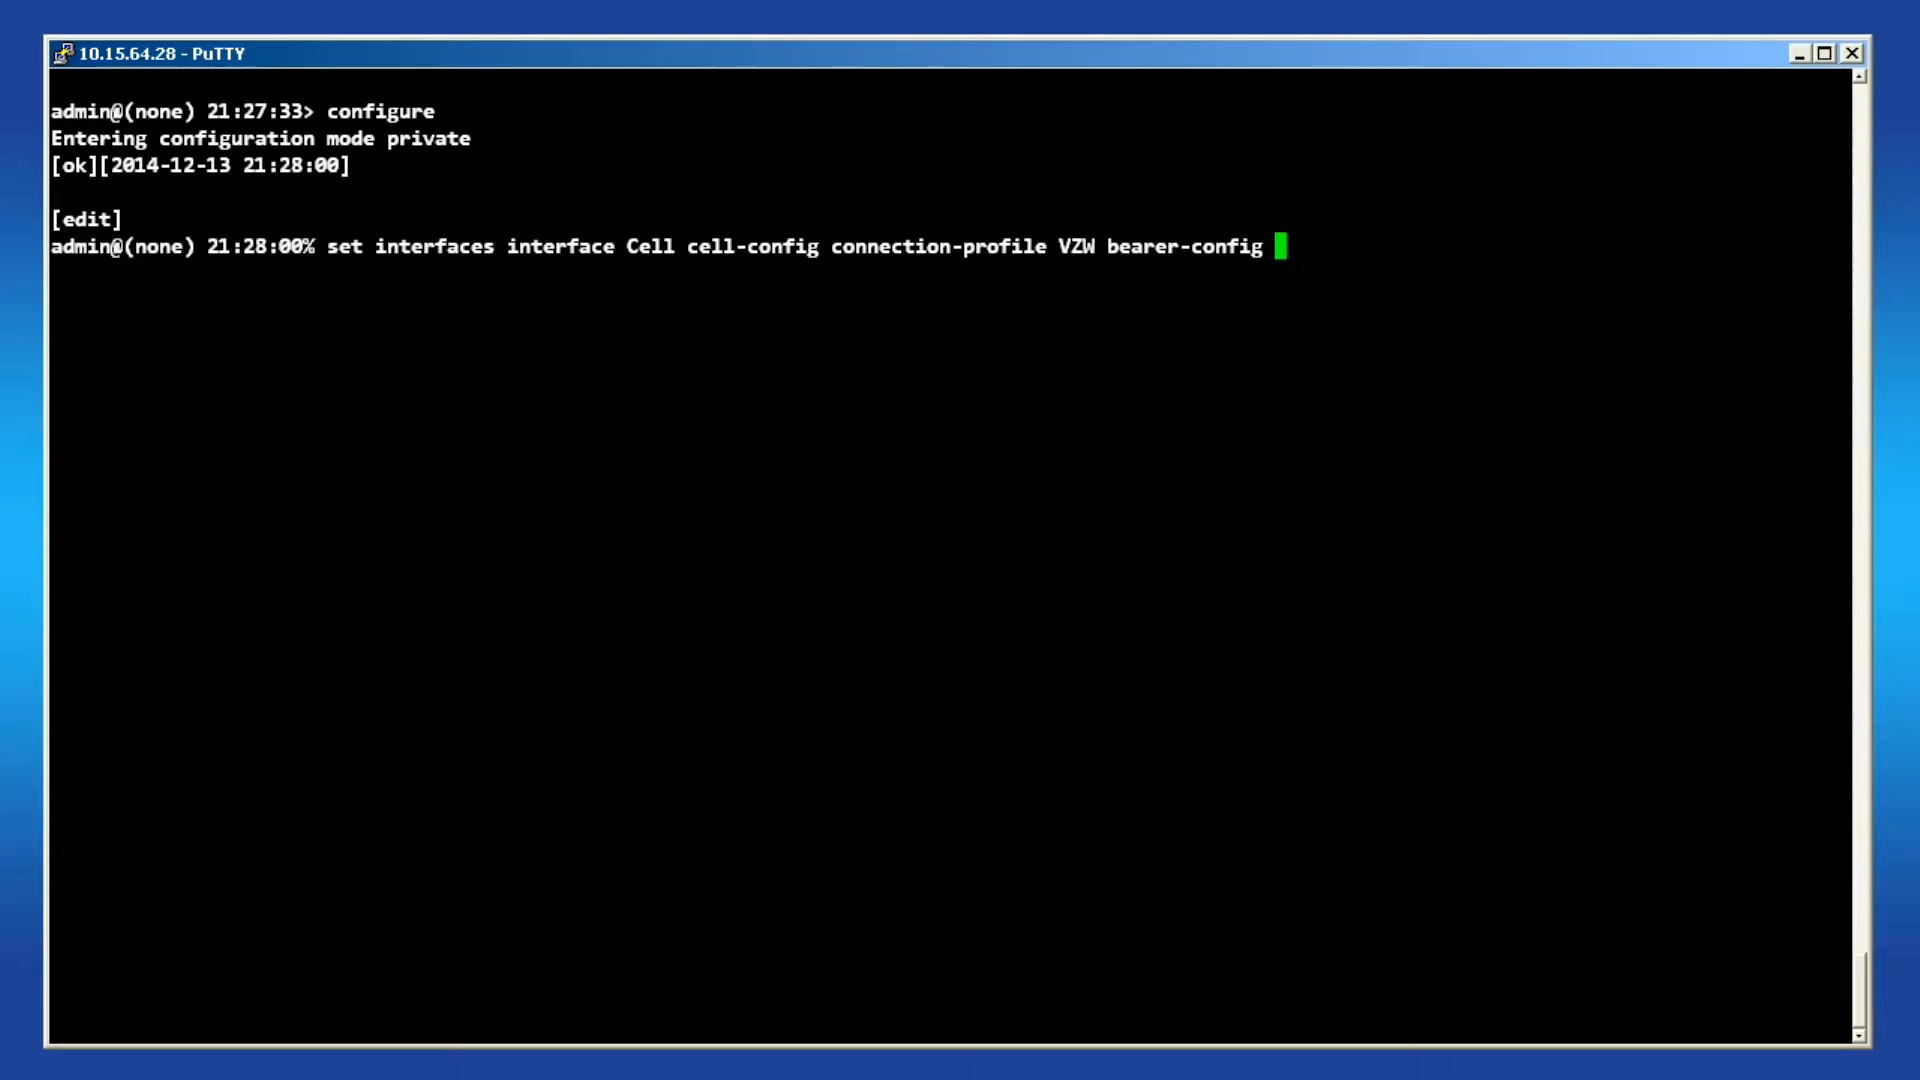 10.15.64.28 - PuTTY
admin@(none) 21:27:33> configure
Entering configuration mode private
[ok][2014-12-13 21:28:00]
[edit]
admin@(none) 21:28:00% set interfaces interface Cell cell-config connection-profile VZW bearer-config